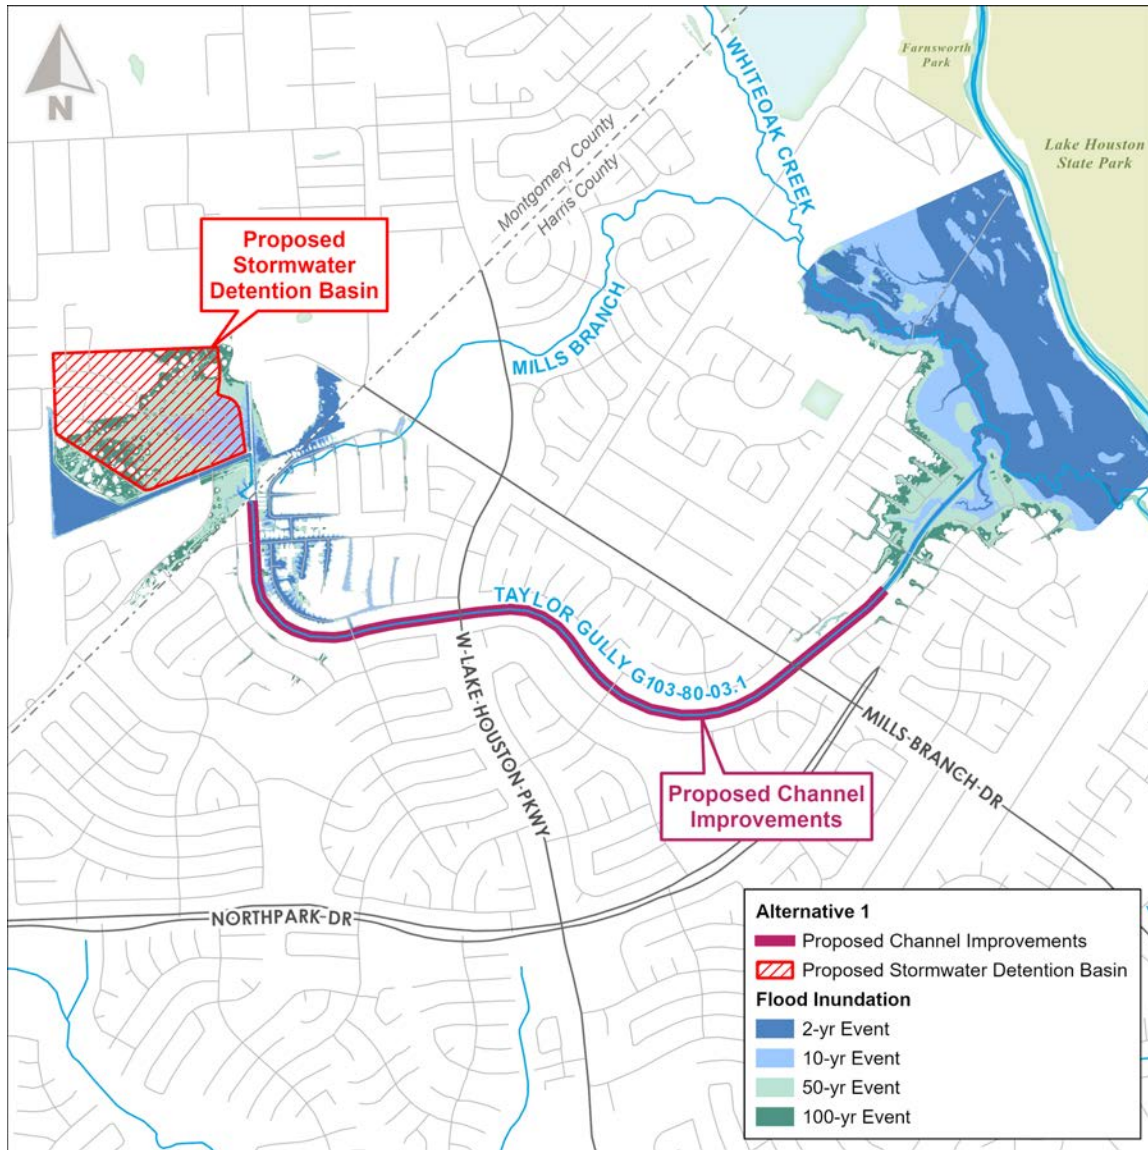 N
Farnsworth
Park
Lake Houston
State Park
WHITEOAK CREEK
Montgomery County
Harris County
Proposed
Stormwater
Detention Basin
MILLS BRANCH
TAYLOR GULLY G103-80-03.1
W-LAKE-HOUSTON-PKWY
MILLS-BRANCH-DR
Proposed Channel
Improvements
NORTHPARK-DR
Alternative 1
Proposed Channel Improvements
Proposed Stormwater Detention Basin
Flood Inundation
2-yr Event
10-yr Event
50-yr Event
100-yr Event